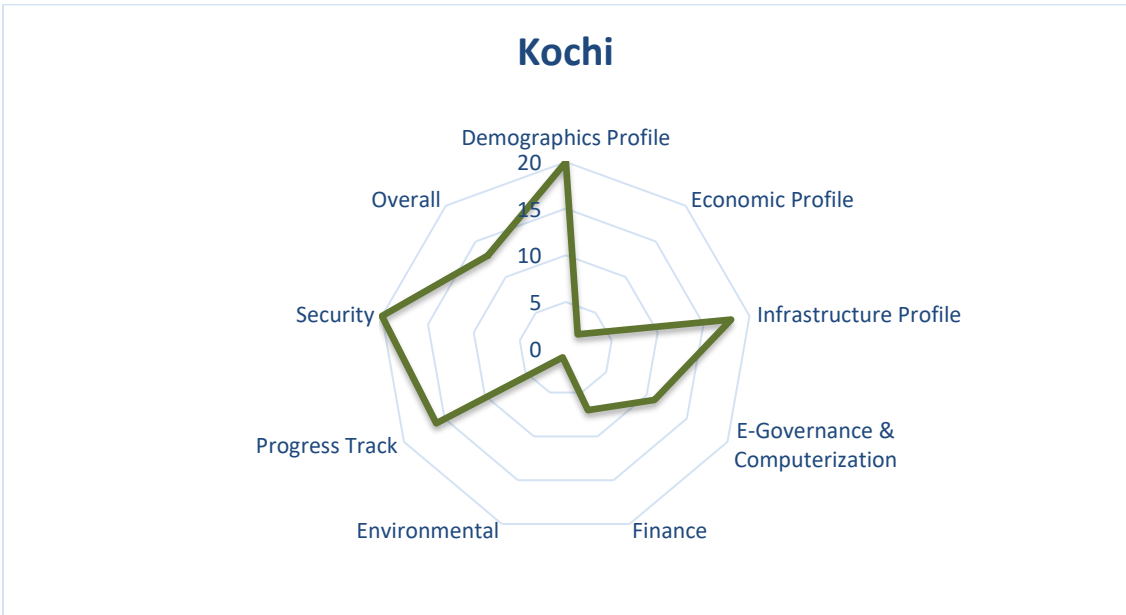 Kochi
Demographics Profile
20
Overall
Economic Profile
15
10
Security
Infrastructure Profile
5
0
E-Governance &
Computerization
Progress Track
Environmental
Finance